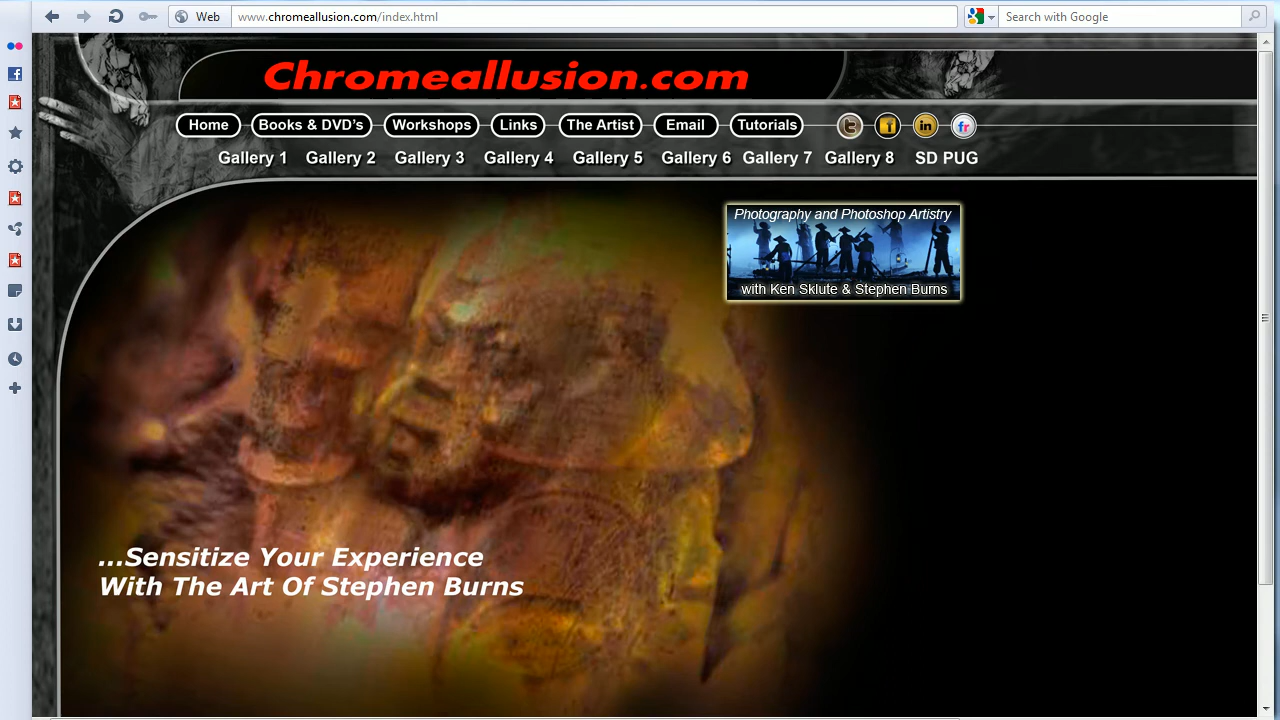 Web
www.chromeallusion.com/index.html
Search with Google
Chromeallusion.com
Home
Books & DVD's
Workshops
Links
The Artist
Email
Tutorials
t
f
in
fr
Gallery 1
Gallery 2
Gallery 3
Gallery 4
Gallery 5
Gallery 6
Gallery 7
Gallery 8
SD PUG
Photography and Photoshop Artistry
with Ken Sklute & Stephen Burns
...Sensitize Your Experience
With The Art Of Stephen Burns